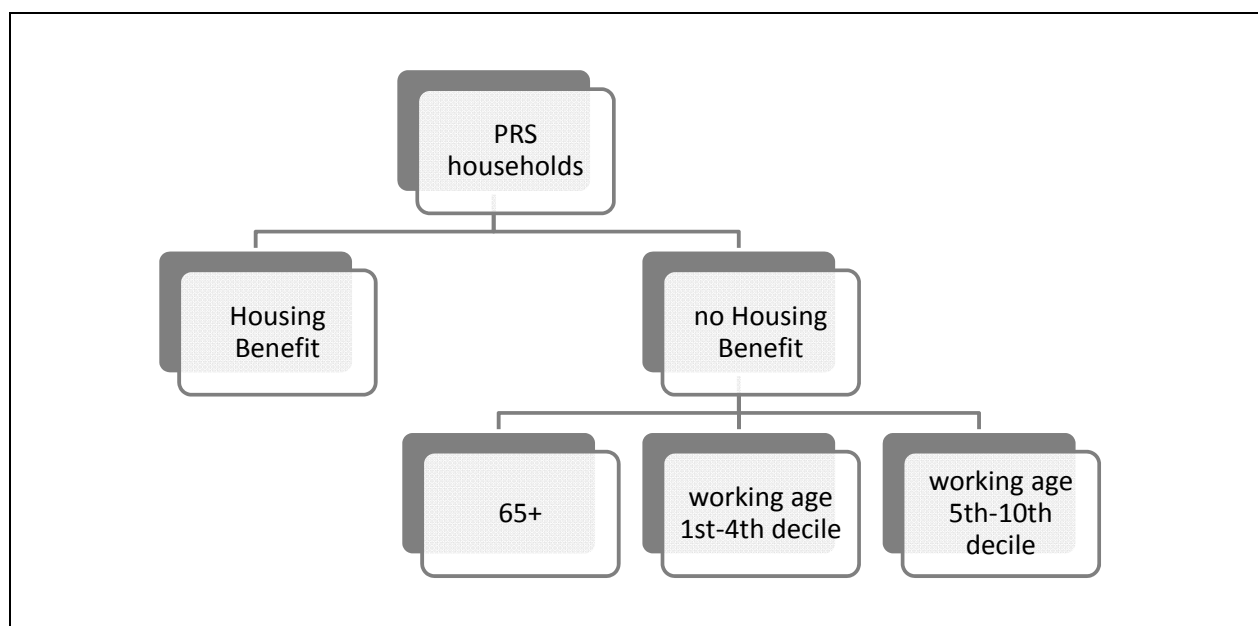 PRS
households
Housing
Benefit
no Housing
Benefit
65+
working age
1st-4th decile
working age
5th-10th
decile